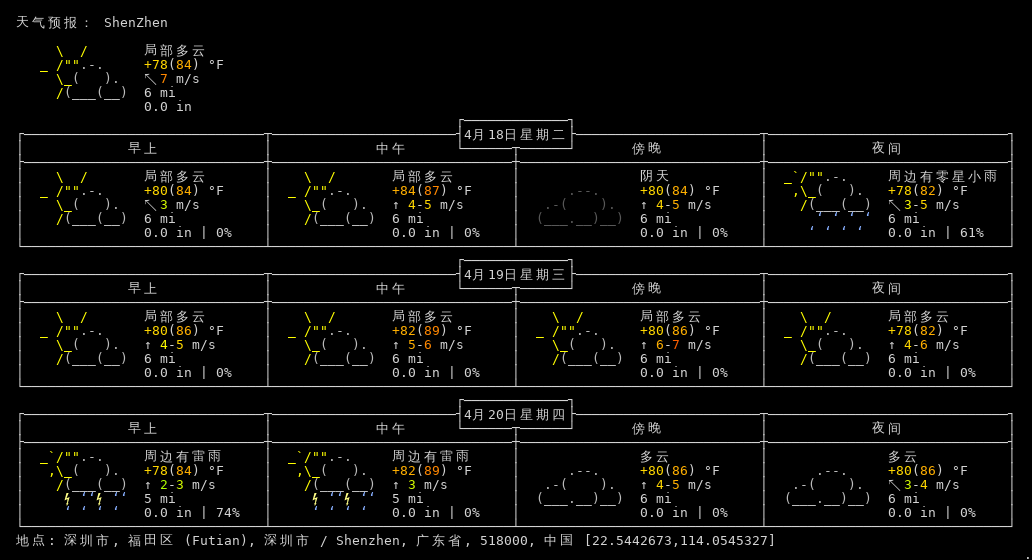 天气预报： ShenZhen
局部多云
+78(84) °F
↖ 7 m/s
6 mi
0.0 in
4月18日星期二
早上 中午 傍晚 夜间
局部多云 局部多云 阴天 周边有零星小雨
+80(84) °F +84(87) °F +80(84) °F +78(82) °F
↖ 3 m/s ↑ 4-5 m/s ↑ 4-5 m/s ↖ 3-5 m/s
6 mi 6 mi 6 mi 6 mi
0.0 in | 0% 0.0 in | 0% 0.0 in | 0% 0.0 in | 61%
4月19日星期三
早上 中午 傍晚 夜间
局部多云 局部多云 局部多云 局部多云
+80(86) °F +82(89) °F +80(86) °F +78(82) °F
↑ 4-5 m/s ↑ 5-6 m/s ↑ 6-7 m/s ↑ 4-6 m/s
6 mi 6 mi 6 mi 6 mi
0.0 in | 0% 0.0 in | 0% 0.0 in | 0% 0.0 in | 0%
4月20日星期四
早上 中午 傍晚 夜间
周边有雷雨 周边有雷雨 多云 多云
+78(84) °F +82(89) °F +80(86) °F +80(86) °F
↑ 2-3 m/s ↑ 3 m/s ↑ 4-5 m/s ↖ 3-4 m/s
5 mi 5 mi 6 mi 6 mi
0.0 in | 74% 0.0 in | 0% 0.0 in | 0% 0.0 in | 0%
地点: 深圳市, 福田区 (Futian), 深圳市 / Shenzhen, 广东省, 518000, 中国 [22.5442673,114.0545327]